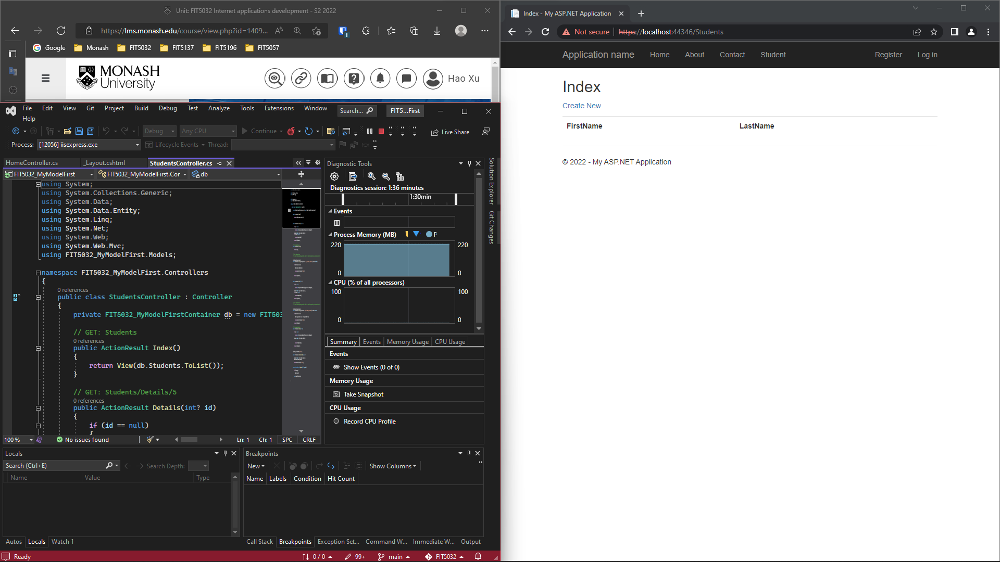 Unit: FIT5032 Internet applications development - S2 2022
https://lms.monash.edu/course/view.php?id=1409...
Google
Monash
FIT5032
FIT5137
FIT5196
FIT5057
MONASH
University
Hao Xu
File
Edit
View
Git
Project
Build
Debug
Test
Analyze
Tools
Extensions
Window
Help
Search...
FIT5...First
Debug
Any CPU
Continue
Live Share
Process:
[12056] iisexpress.exe
Lifecycle Events
Thread:
HomeController.cs
_Layout.cshtml
StudentsController.cs
FIT5032_MyModelFirst
FIT5032_MyModelFirst.Cor
db
using System;
using System.Collections.Generic;
using System.Data;
using System.Data.Entity;
using System.Linq;
using System.Net;
using System.Web;
using System.Web.Mvc;
using FIT5032_MyModelFirst.Models;
namespace FIT5032_MyModelFirst.Controllers
{
0 references
public class StudentsController : Controller
{
private FIT5032_MyModelFirstContainer db = new FIT503
// GET: Students
0 references
public ActionResult Index()
{
return View(db.Students.ToList());
}
// GET: Students/Details/5
0 references
public ActionResult Details(int? id)
{
if (id == null)
{
100 %
No issues found
Ln: 1
Ch: 1
SPC
CRLF
Diagnostic Tools
Diagnostics session: 1:36 minutes
1:30min
Events
Process Memory (MB)
P
220
220
0
0
CPU (% of all processors)
100
100
0
0
Summary
Events
Memory Usage
CPU Usage
Events
Show Events (0 of 0)
Memory Usage
Take Snapshot
CPU Usage
Record CPU Profile
Solution Explorer
Git Changes
Locals
Search (Ctrl+E)
Search Depth:
Name
Value
Type
Autos
Locals
Watch 1
Breakpoints
New
Show Columns
Name
Labels
Condition
Hit Count
Call Stack
Breakpoints
Exception Set...
Command W...
Immediate W...
Output
Ready
0 / 0
99+
main
FIT5032
Index - My ASP.NET Application
Not secure
https://localhost:44346/Students
Application name
Home
About
Contact
Student
Register
Log in
Index
Create New
FirstName
LastName
© 2022 - My ASP.NET Application